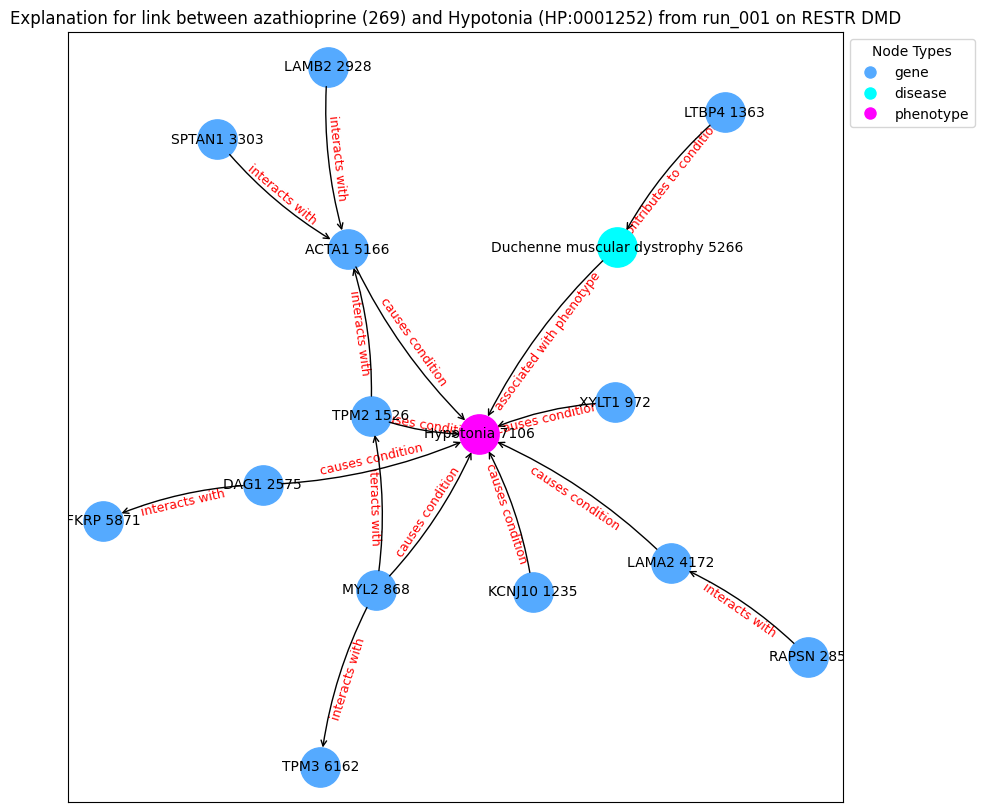 Explanation for link between azathioprine (269) and Hypotonia (HP:0001252) from run_001 on RESTR DMD
Node Types
gene
disease
phenotype
LAMB2 2928
LTBP4 1363
SPTAN1 3303
interacts with
interacts with
ntributes to conditio
ACTA1 5166
Duchenne muscular dystrophy 5266
interacts with
causes condition
associated with phenotype
TPM2 1526
XYLT1 972
ses condit
auses condition
Hypotonia 7106
causes condition
DAG1 2575
interacts with
FKRP 5871
teracts with
causes condition
causes condition
causes condition
MYL2 868
KCNJ10 1235
LAMA2 4172
interacts with
interacts with
RAPSN 285
TPM3 6162